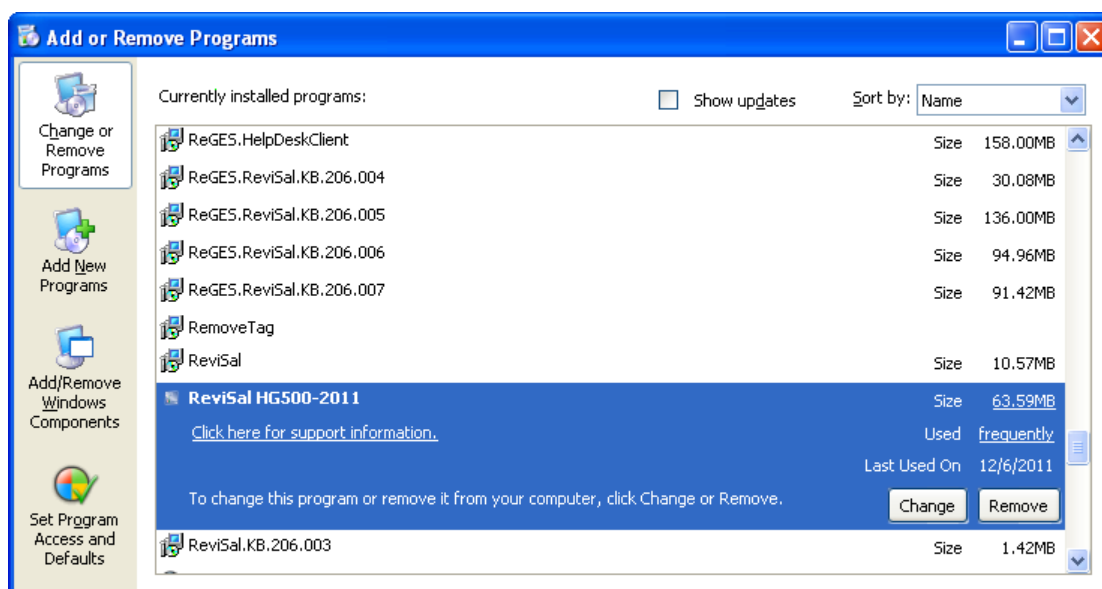 Add or Remove Programs
Change or
Remove
Programs
Currently installed programs:
Show updates
Sort by: Name
ReGES.HelpDeskClient Size 158.00MB
ReGES.ReviSal.KB.206.004 Size 30.08MB
ReGES.ReviSal.KB.206.005 Size 136.00MB
ReGES.ReviSal.KB.206.006 Size 94.96MB
ReGES.ReviSal.KB.206.007 Size 91.42MB
RemoveTag
ReviSal Size 10.57MB
ReviSal HG500-2011 Size 63.59MB
Click here for support information. Used frequently
Last Used On 12/6/2011
To change this program or remove it from your computer, click Change or Remove. Change Remove
ReviSal.KB.206.003 Size 1.42MB
Add New
Programs
Add/Remove
Windows
Components
Set Program
Access and
Defaults